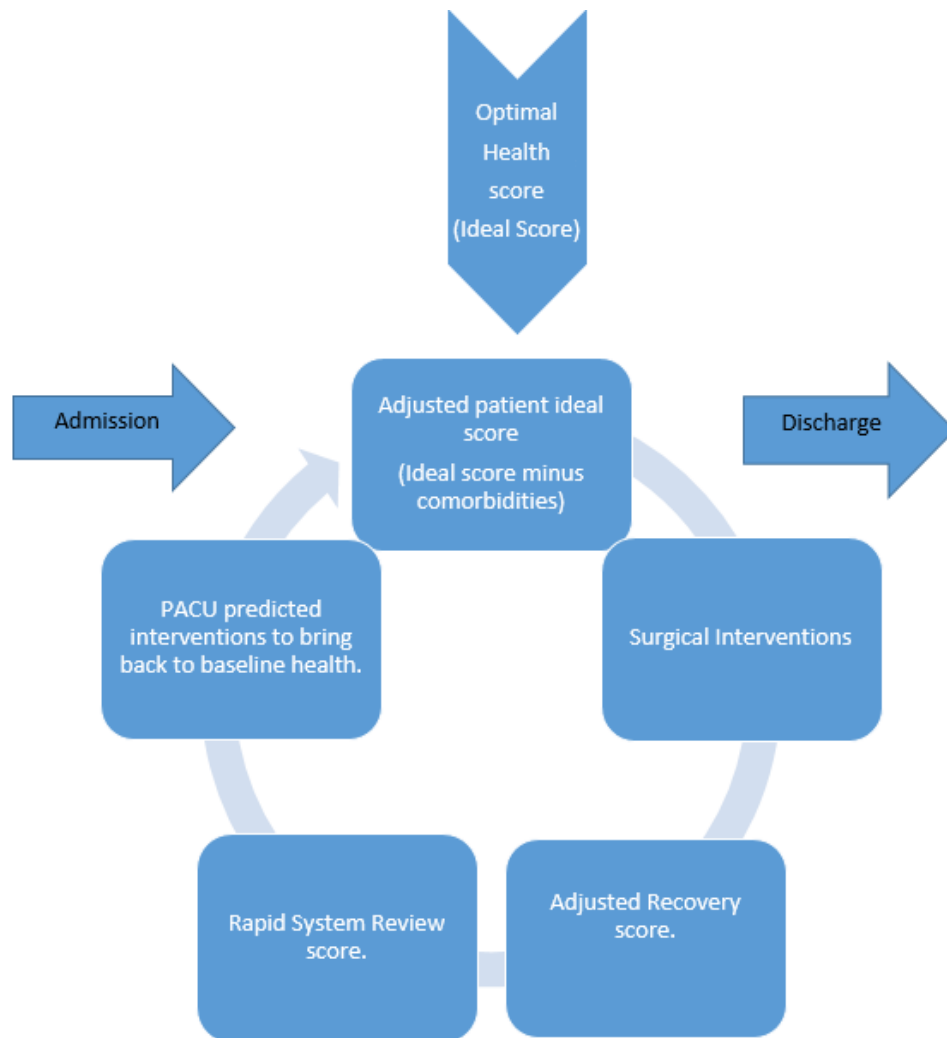 Optimal
Health
score
(Ideal Score)
Admission
Adjusted patient ideal
score
(Ideal score minus
comorbidities)
Discharge
PACU predicted
interventions to bring
back to baseline health.
Surgical Interventions
Rapid System Review
score.
Adjusted Recovery
score.